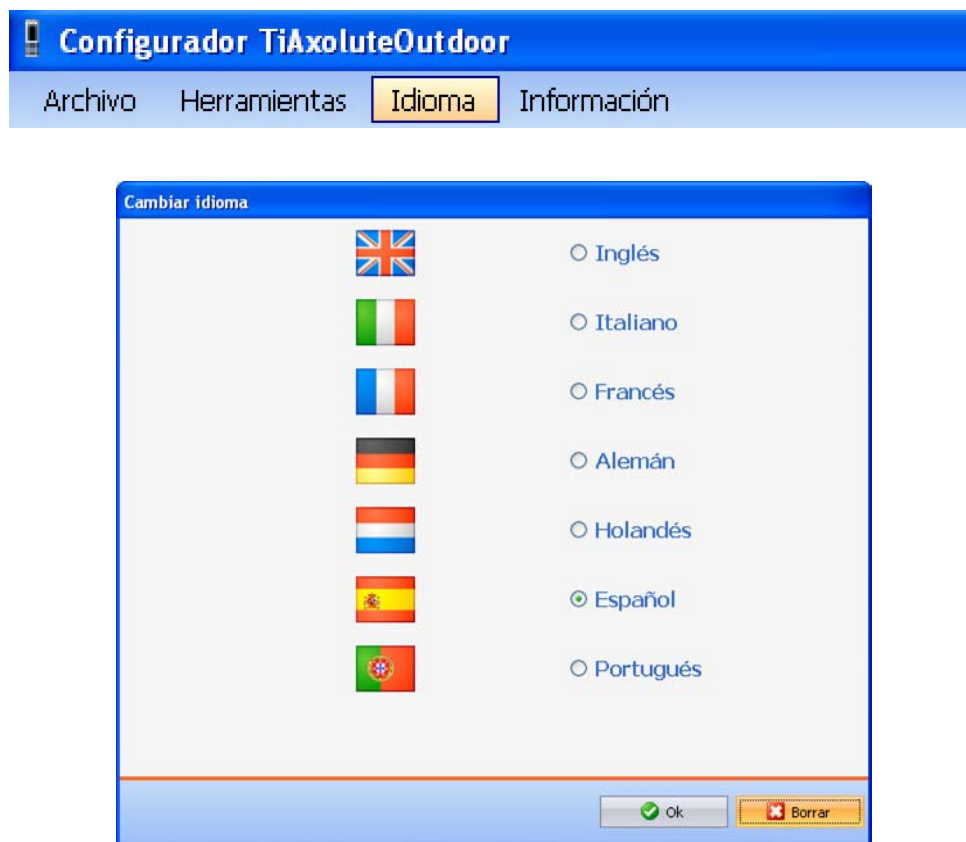 Configurador TiAxoluteOutdoor
Archivo Herramientas Idioma Información
Cambiar idioma
Inglés
Italiano
Francés
Alemán
Holandés
Español
Portugués
Ok Borrar